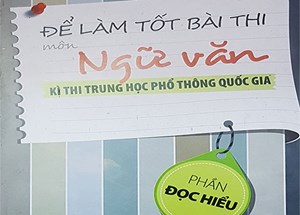 ĐỂ LÀM TỐT BÀI THI
môn Ngữ văn
KÌ THI TRUNG HỌC PHỔ THÔNG QUỐC GIA
PHẦN
ĐỌC HIỂU